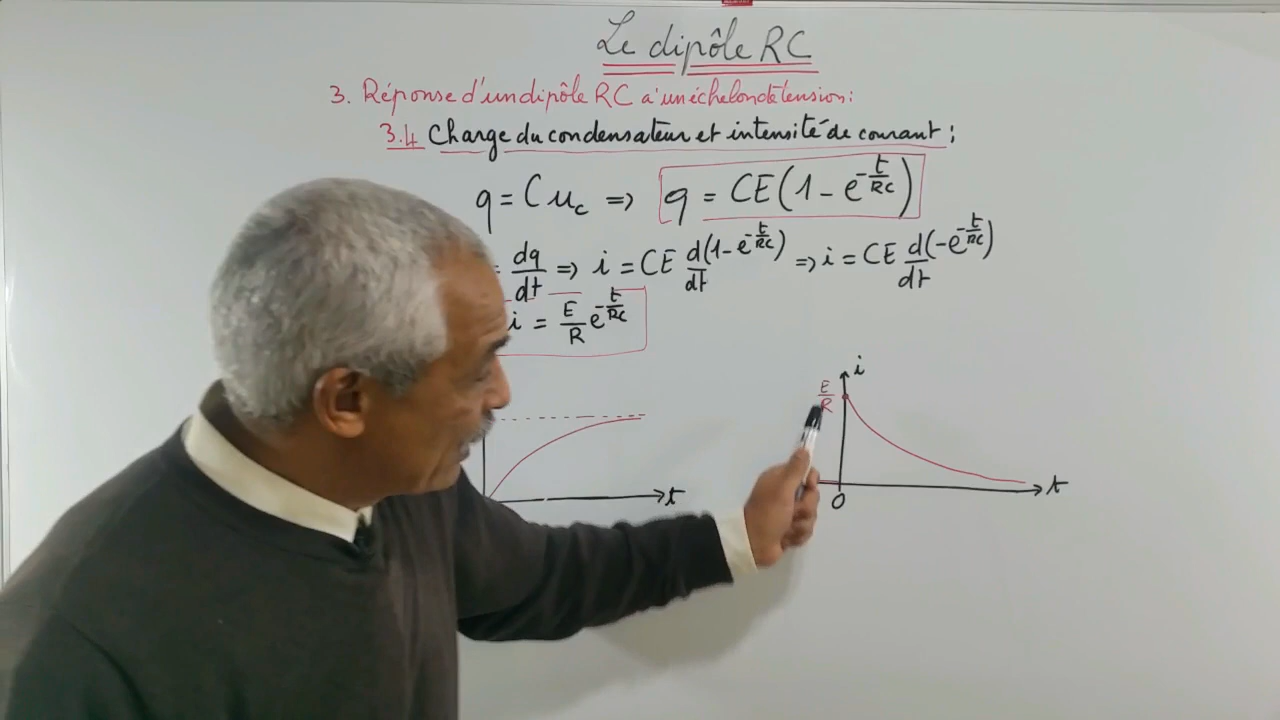 Le dipôle RC
3. Réponse d'un dipôle RC à un échelon de tension :
3.4 Charge du condensateur et intensité de courant :
q = C u_c ⇒ q = CE(1 - e^{-t/RC})
= dq/dt ⇒ i = CE d(1 - e^{-t/RC})/dt ⇒ i = CE d(-e^{-t/RC})/dt
i = E/R e^{-t/RC}
i
E/R
t
0
t